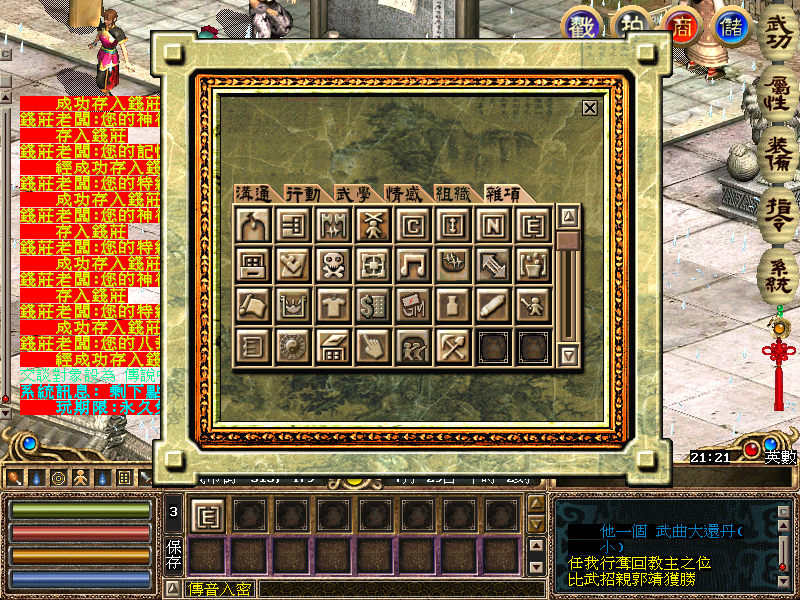 戳 拍 商 儲
武功
屬性
裝備
指令
系統
成功存入錢莊
錢莊老闆:您的神
存入錢莊
錢莊老闆:您的記
經成功存入錢
錢莊老闆:您的特
成功存入錢莊
錢莊老闆:您的神
存入錢莊
錢莊老闆:您的特
成功存入錢莊
錢莊老闆:您的神
存入錢莊
錢莊老闆:您的特
成功存入錢莊
錢莊老闆:您的八
經成功存入錢
交談對象設為 傳說
系統訊息: 剩下點
玩期限:永久
溝通 行動 武學 情感 組織 雜項
C N E
$
GM
21:21 英數
3
保存
E
傳音入密
他一個 武曲大還丹(
小)
任我行奪回教主之位
比武招親郭靖獲勝